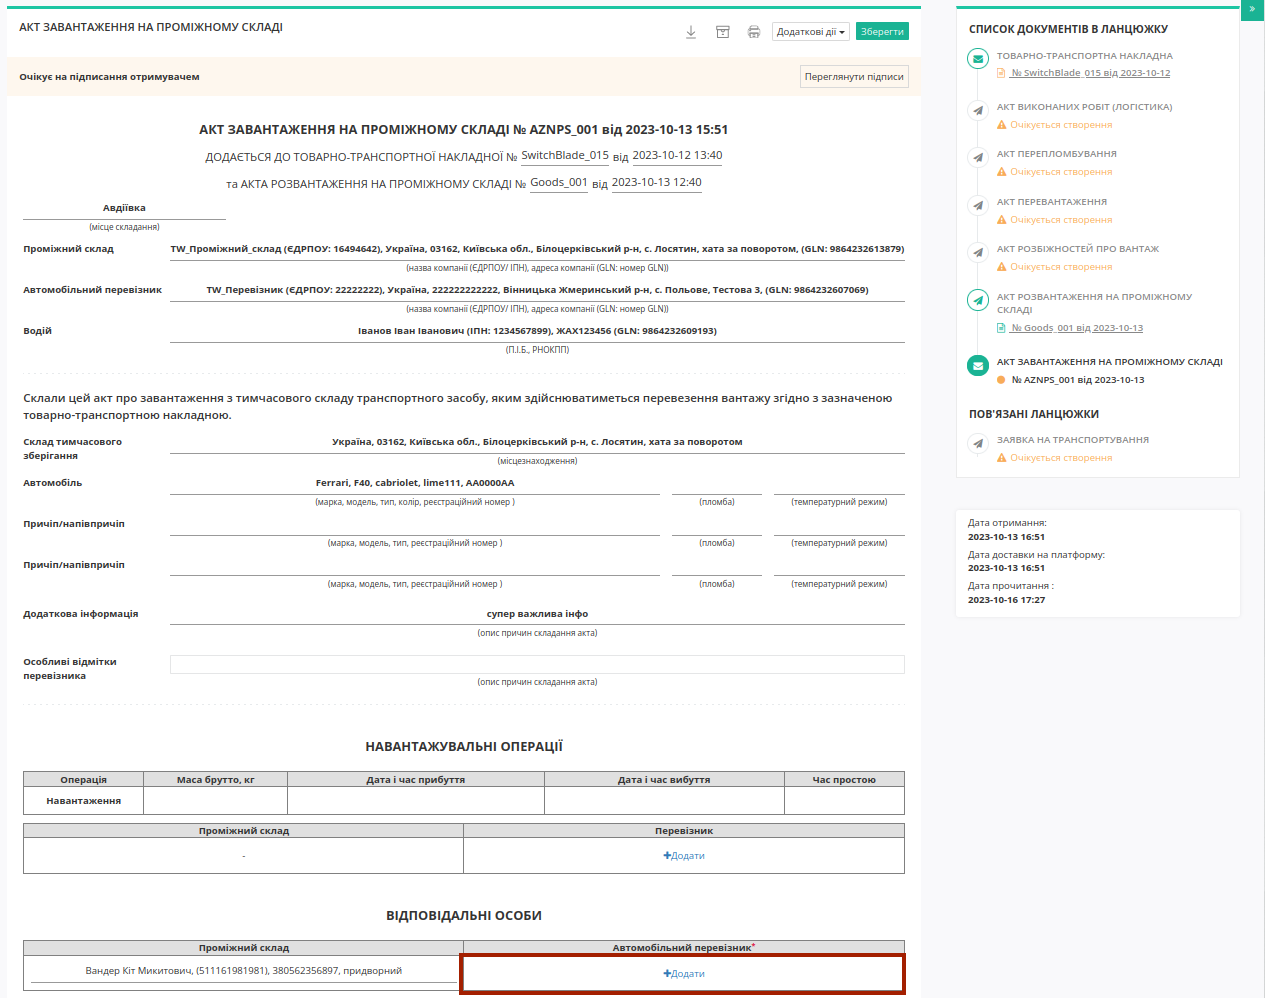 АКТ ЗАВАНТАЖЕННЯ НА ПРОМІЖНОМУ СКЛАДІ
Додаткові дії
Зберегти
Очікує на підписання отримувачем
Переглянути підписи
АКТ ЗАВАНТАЖЕННЯ НА ПРОМІЖНОМУ СКЛАДІ № AZNPS_001 від 2023-10-13 15:51
ДОДАЄТЬСЯ ДО ТОВАРНО-ТРАНСПОРТНОЇ НАКЛАДНОЇ № SwitchBlade_015 від 2023-10-12 13:40
та АКТА РОЗВАНТАЖЕННЯ НА ПРОМІЖНОМУ СКЛАДІ № Goods_001 від 2023-10-13 12:40
Авдіївка
(місце складання)
Проміжний склад TW_Проміжний_склад (ЄДРПОУ: 16494642), Україна, 03162, Київська обл., Білоцерківський р-н, с. Лосятин, хата за поворотом, (GLN: 9864232613879)
(назва компанії (ЄДРПОУ/ ІПН), адреса компанії (GLN: номер GLN))
Автомобільний перевізник TW_Перевізник (ЄДРПОУ: 22222222), Україна, 222222222222, Вінницька Жмеринський р-н, с. Польове, Тестова 3, (GLN: 9864232607069)
(назва компанії (ЄДРПОУ/ ІПН), адреса компанії (GLN: номер GLN))
Водій Іванов Іван Іванович (ІПН: 1234567899), ЖАХ123456 (GLN: 9864232609193)
(П.І.Б., РНОКПП)
Склали цей акт про завантаження з тимчасового складу транспортного засобу, яким здійснюватиметься перевезення вантажу згідно з зазначеною
товарно-транспортною накладною.
Склад тимчасового
зберігання
Україна, 03162, Київська обл., Білоцерківський р-н, с. Лосятин, хата за поворотом
(місцезнаходження)
Автомобіль Ferrari, F40, cabriolet, lime111, AA0000AA
(марка, модель, тип, колір, реєстраційний номер ) (пломба) (температурний режим)
Причіп/напівпричіп
(марка, модель, тип, реєстраційний номер ) (пломба) (температурний режим)
Причіп/напівпричіп
(марка, модель, тип, реєстраційний номер ) (пломба) (температурний режим)
Додаткова інформація супер важлива інфо
(опис причин складання акта)
Особливі відмітки
перевізника
(опис причин складання акта)
НАВАНТАЖУВАЛЬНІ ОПЕРАЦІЇ
Операція Маса брутто, кг Дата і час прибуття Дата і час вибуття Час простою
Навантаження
Проміжний склад Перевізник
- +Додати
ВІДПОВІДАЛЬНІ ОСОБИ
Проміжний склад Автомобільний перевізник*
Вандер Кіт Микитович, (511161981981), 380562356897, придворний +Додати
»
СПИСОК ДОКУМЕНТІВ В ЛАНЦЮЖКУ
ТОВАРНО-ТРАНСПОРТНА НАКЛАДНА
№ SwitchBlade_015 від 2023-10-12
АКТ ВИКОНАНИХ РОБІТ (ЛОГІСТИКА)
Очікується створення
АКТ ПЕРЕПЛОМБУВАННЯ
Очікується створення
АКТ ПЕРЕВАНТАЖЕННЯ
Очікується створення
АКТ РОЗБІЖНОСТЕЙ ПРО ВАНТАЖ
Очікується створення
АКТ РОЗВАНТАЖЕННЯ НА ПРОМІЖНОМУ
СКЛАДІ
№ Goods_001 від 2023-10-13
АКТ ЗАВАНТАЖЕННЯ НА ПРОМІЖНОМУ СКЛАДІ
№ AZNPS_001 від 2023-10-13
ПОВ'ЯЗАНІ ЛАНЦЮЖКИ
ЗАЯВКА НА ТРАНСПОРТУВАННЯ
Очікується створення
Дата отримання:
2023-10-13 16:51
Дата доставки на платформу:
2023-10-13 16:51
Дата прочитання :
2023-10-16 17:27